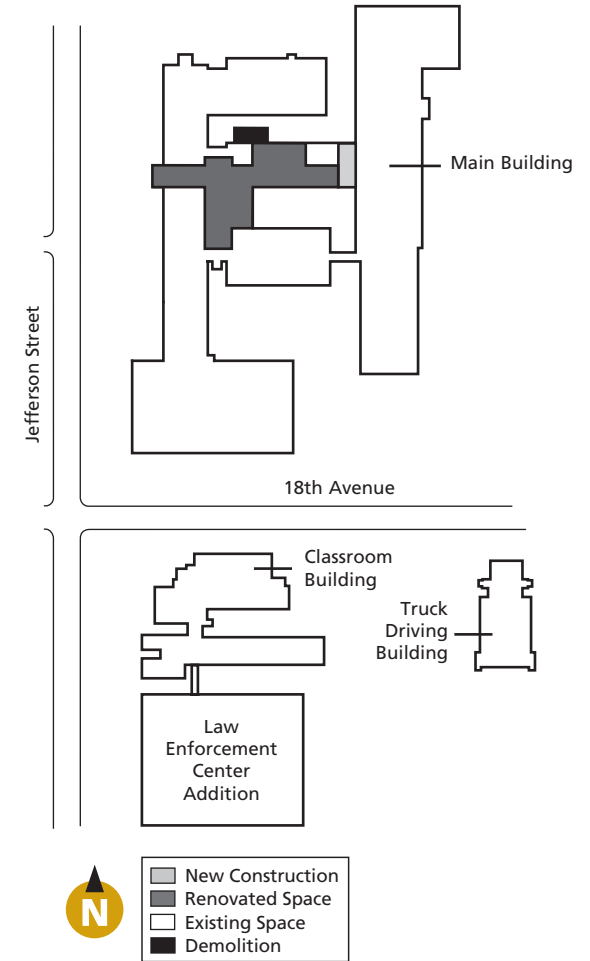 Main Building
Jefferson Street
18th Avenue
Classroom
Building
Truck
Driving
Building
Law
Enforcement
Center
Addition
N
New Construction
Renovated Space
Existing Space
Demolition